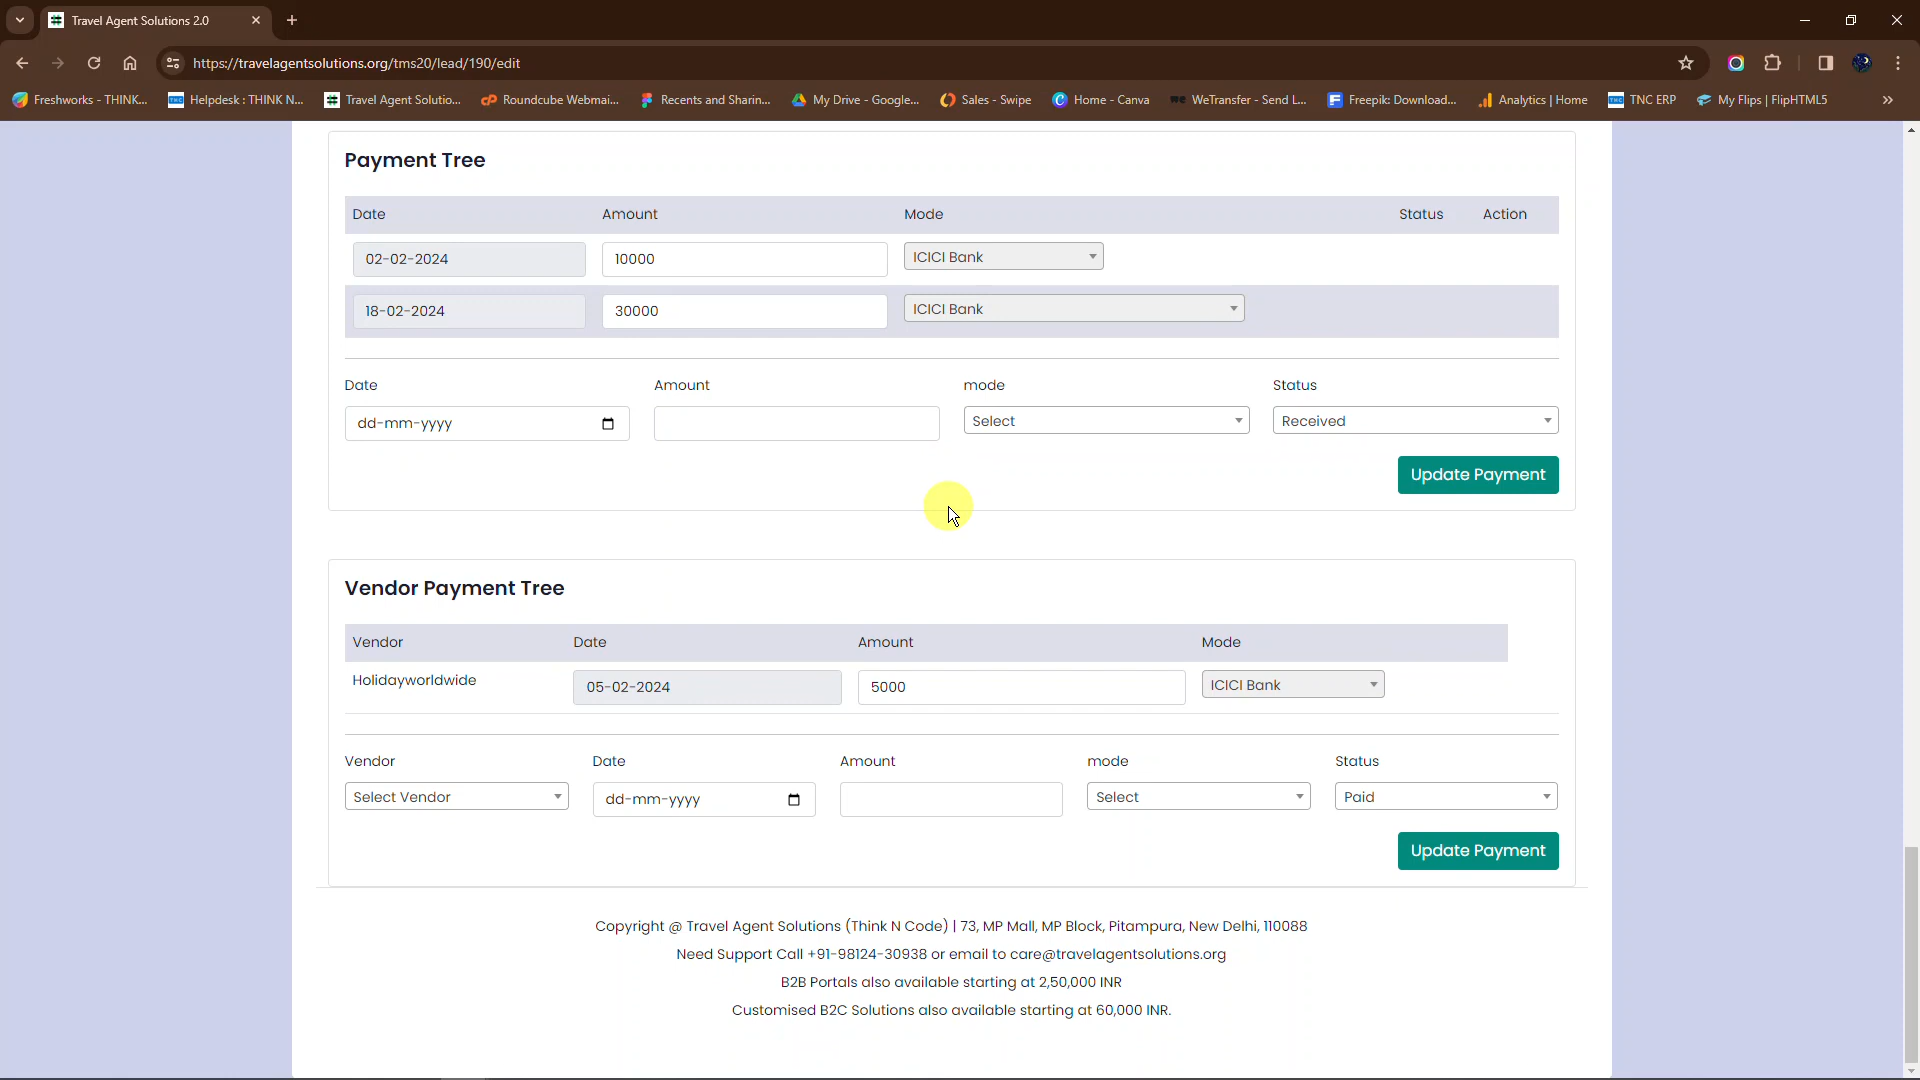 Travel Agent Solutions 2.0
https://travelagentsolutions.org/tms20/lead/190/edit
Freshworks - THINK... Helpdesk : THINK N... Travel Agent Solutio... Roundcube Webmai... Recents and Sharin... My Drive - Google... Sales - Swipe Home - Canva WeTransfer - Send L... Freepik: Download... Analytics | Home TNC ERP My Flips | FlipHTML5
Payment Tree
Date Amount Mode Status Action
02-02-2024 10000 ICICI Bank
18-02-2024 30000 ICICI Bank
Date Amount mode Status
dd-mm-yyyy Select Received
Update Payment
Vendor Payment Tree
Vendor Date Amount Mode
Holidayworldwide 05-02-2024 5000 ICICI Bank
Vendor Date Amount mode Status
Select Vendor dd-mm-yyyy Select Paid
Update Payment
Copyright @ Travel Agent Solutions (Think N Code) | 73, MP Mall, MP Block, Pitampura, New Delhi, 110088
Need Support Call +91-98124-30938 or email to care@travelagentsolutions.org
B2B Portals also available starting at 2,50,000 INR
Customised B2C Solutions also available starting at 60,000 INR.